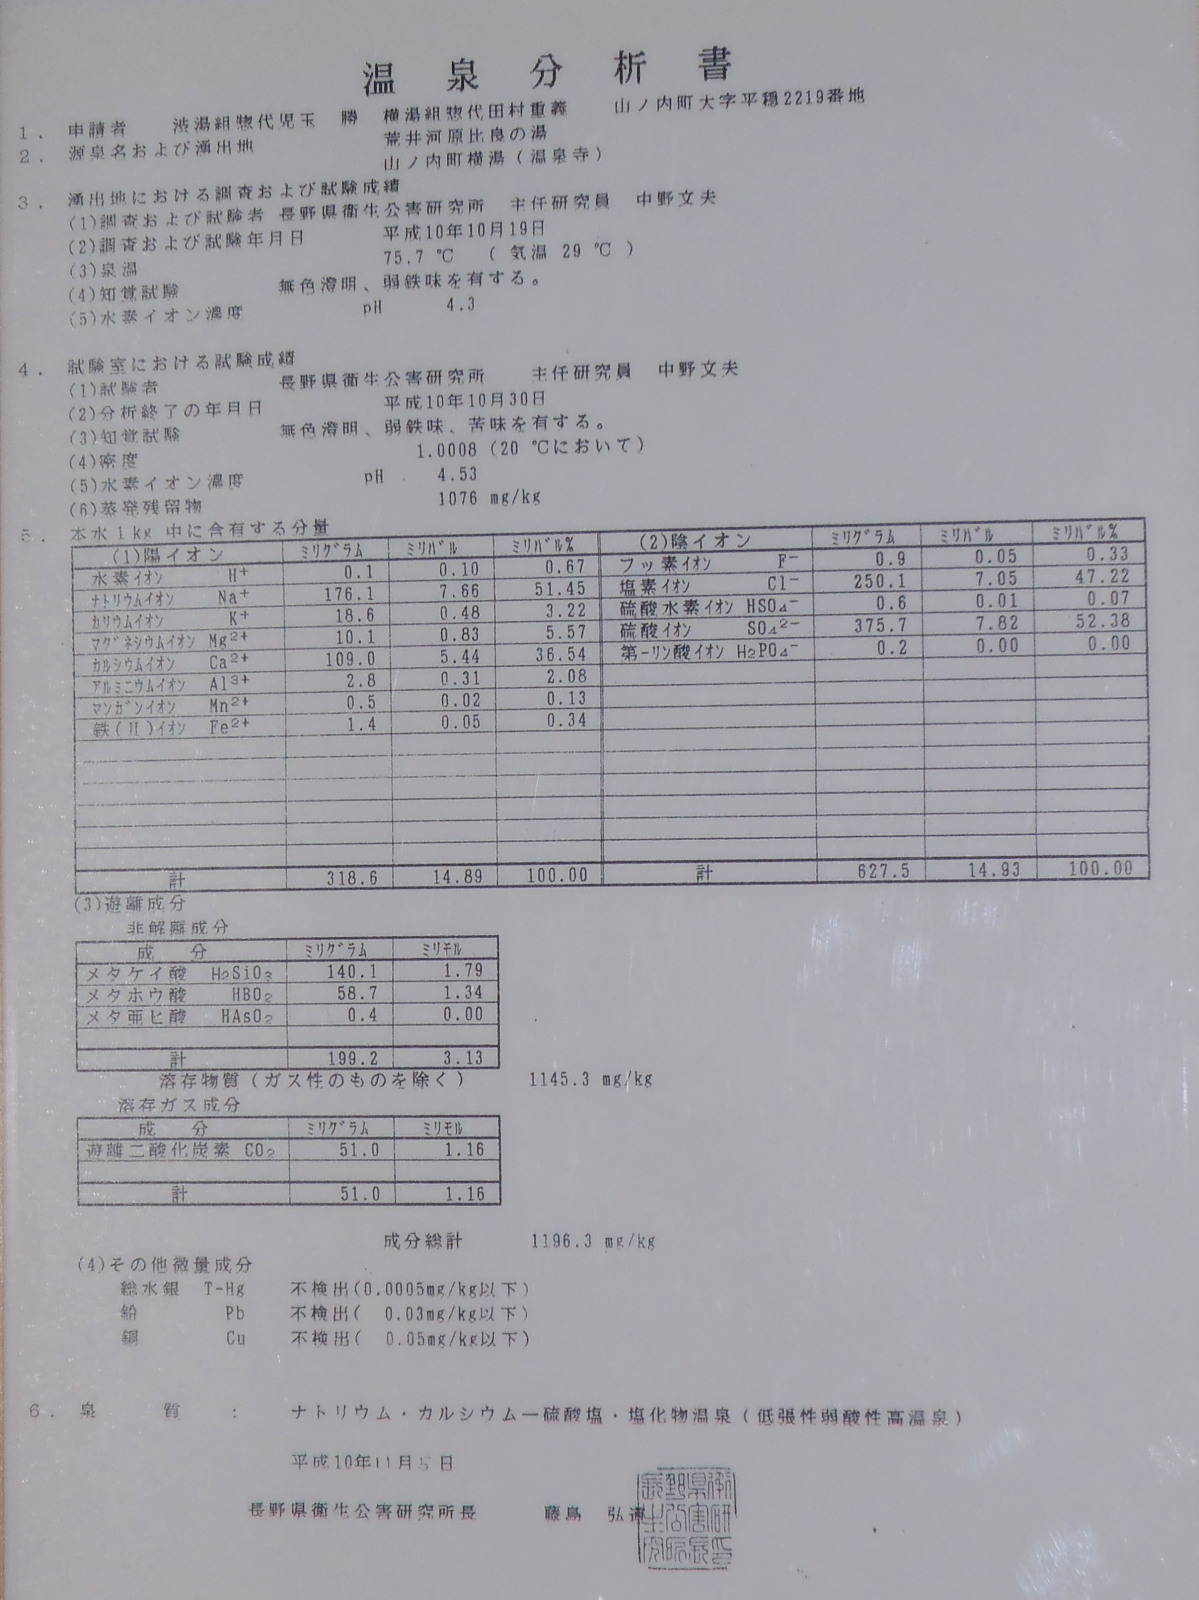 温泉分析書
1. 申請者 渋湯組惣代児玉 勝 横湯組惣代田村重義 山ノ内町大字平穏2219番地
2. 源泉名および湧出地 荒井河原比良の湯
山ノ内町横湯(温泉寺)
3. 湧出地における調査および試験成績
(1)調査および試験者 長野県衛生公害研究所 主任研究員 中野文夫
(2)調査および試験年月日 平成10年10月19日
(3)泉温 75.7 ℃ (気温 29 ℃)
(4)知覚試験 無色澄明、弱鉄味を有する。
(5)水素イオン濃度 pH 4.3
4. 試験室における試験成績
(1)試験者 長野県衛生公害研究所 主任研究員 中野文夫
(2)分析終了の年月日 平成10年10月30日
(3)知覚試験 無色澄明、弱鉄味、苦味を有する。
(4)密度 1.0008 (20 ℃において)
(5)水素イオン濃度 pH 4.53
(6)蒸発残留物 1076 mg/kg
5. 本水1kg 中に含有する分量
(1)陽イオン ミリグラム ミリバル ミリバル% (2)陰イオン ミリグラム ミリバル ミリバル%
水素イオン H+ 0.1 0.10 0.67 フッ素イオン F- 0.9 0.05 0.33
ナトリウムイオン Na+ 176.1 7.66 51.45 塩素イオン Cl- 250.1 7.05 47.22
カリウムイオン K+ 18.6 0.48 3.22 硫酸水素イオン HSO4- 0.6 0.01 0.07
マグネシウムイオン Mg2+ 10.1 0.83 5.57 硫酸イオン SO42- 375.7 7.82 52.38
カルシウムイオン Ca2+ 109.0 5.44 36.54 第一リン酸イオン H2PO4- 0.2 0.00 0.00
アルミニウムイオン Al3+ 2.8 0.31 2.08
マンガンイオン Mn2+ 0.5 0.02 0.13
鉄(II)イオン Fe2+ 1.4 0.05 0.34
計 318.6 14.89 100.00 計 627.5 14.93 100.00
(3)遊離成分
非解離成分
成分 ミリグラム ミリモル
メタケイ酸 H2SiO3 140.1 1.79
メタホウ酸 HBO2 58.7 1.34
メタ亜ヒ酸 HAsO2 0.4 0.00
計 199.2 3.13
溶存物質(ガス性のものを除く) 1145.3 mg/kg
溶存ガス成分
成分 ミリグラム ミリモル
遊離二酸化炭素 CO2 51.0 1.16
計 51.0 1.16
成分総計 1196.3 mg/kg
(4)その他微量成分
総水銀 T-Hg 不検出(0.0005mg/kg以下)
鉛 Pb 不検出( 0.03mg/kg以下)
銅 Cu 不検出( 0.05mg/kg以下)
6. 泉質 : ナトリウム・カルシウム−硫酸塩・塩化物温泉(低張性弱酸性高温泉)
平成10年11月5日
長野県衛生公害研究所長 藤島 弘道